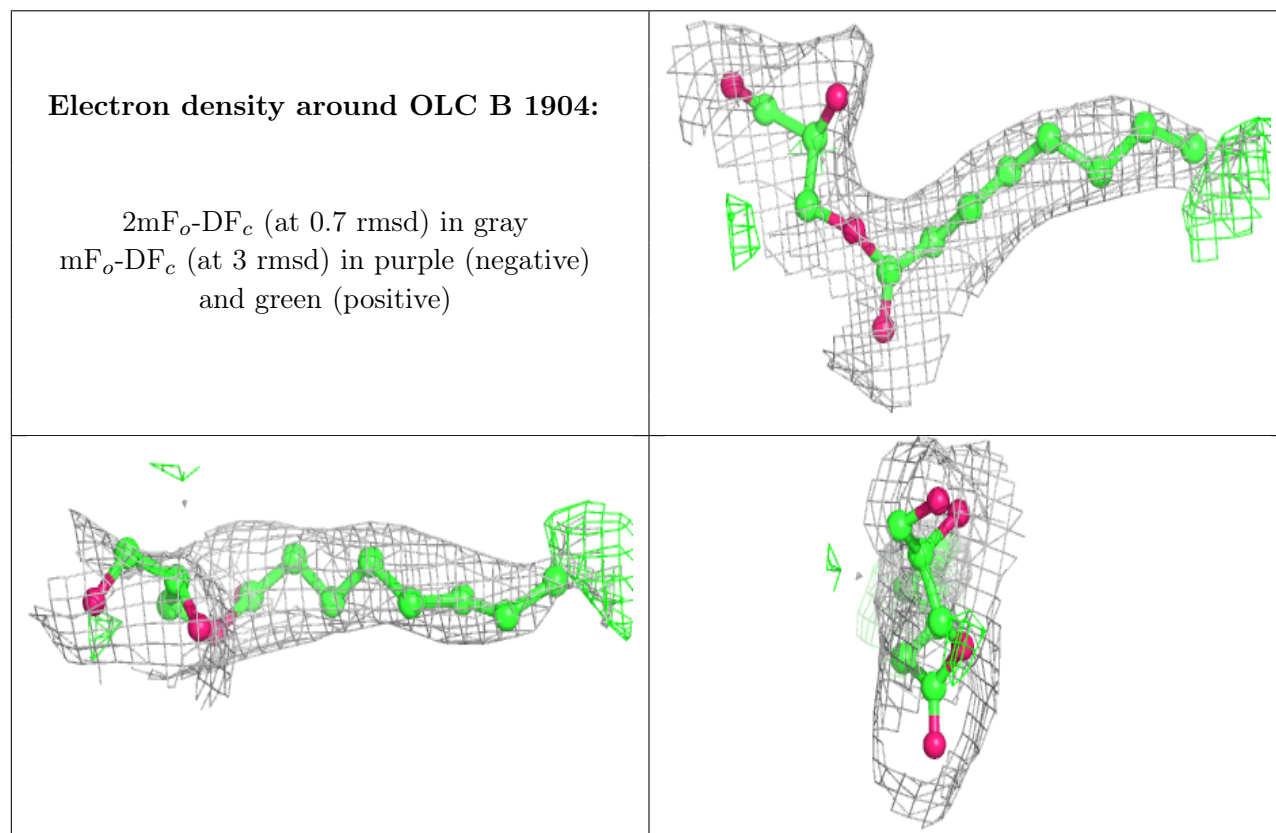 Electron density around OLC B 1904:
2mFo-DFc (at 0.7 rmsd) in gray
mFo-DFc (at 3 rmsd) in purple (negative)
and green (positive)